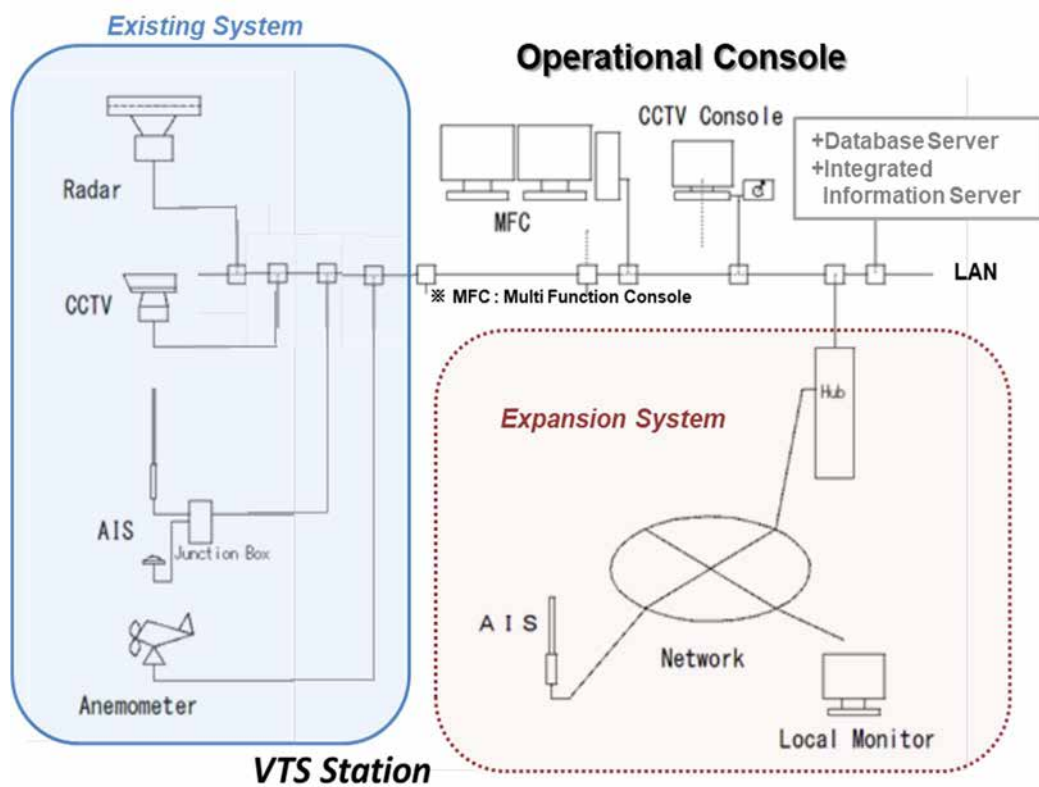 Existing System
Operational Console
Radar
CCTV
AIS
Junction Box
Anemometer
MFC
CCTV Console
+Database Server
+Integrated
Information Server
LAN
※ MFC : Multi Function Console
Expansion System
Hub
AIS
Network
Local Monitor
VTS Station